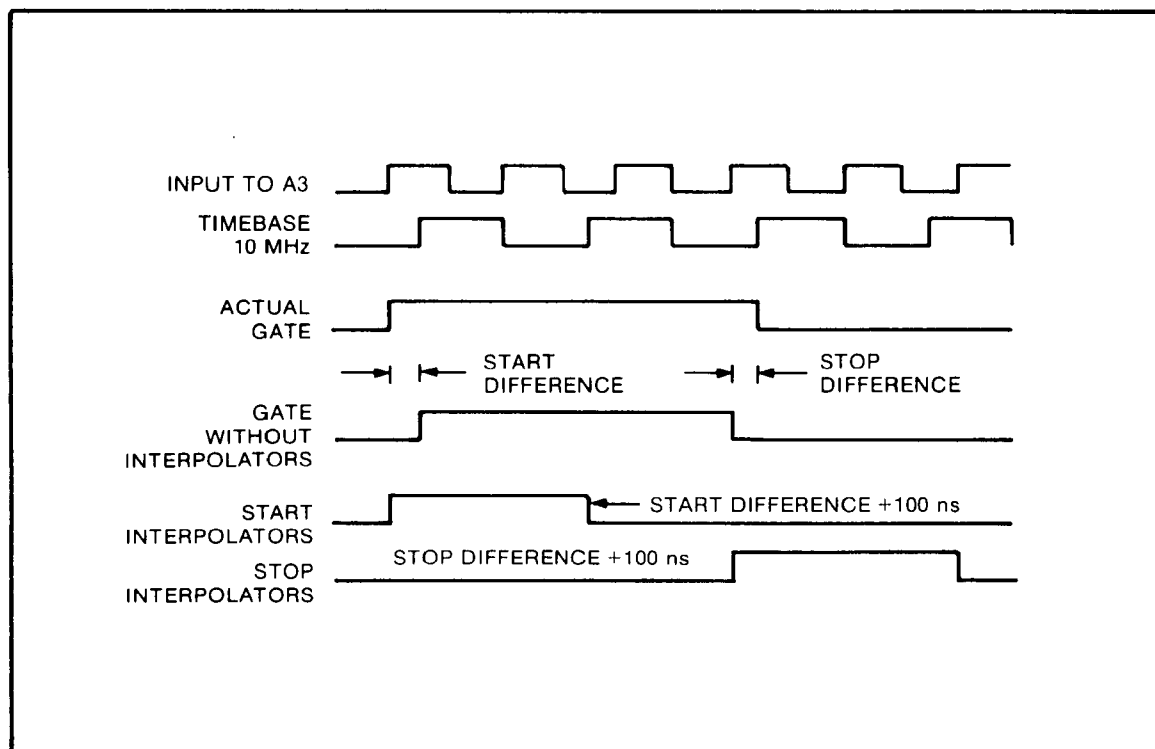 INPUT TO A3
TIMEBASE
10 MHz
ACTUAL
GATE
START
DIFFERENCE
STOP
DIFFERENCE
GATE
WITHOUT
INTERPOLATORS
START DIFFERENCE +100 ns
START
INTERPOLATORS
STOP DIFFERENCE +100 ns
STOP
INTERPOLATORS